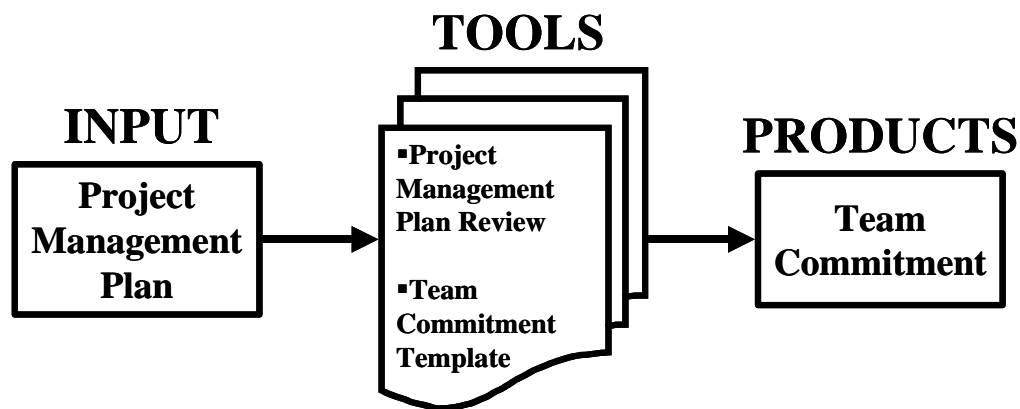 INPUT
Project
Management
Plan
TOOLS
▪Project
Management
Plan Review
▪Team
Commitment
Template
PRODUCTS
Team
Commitment